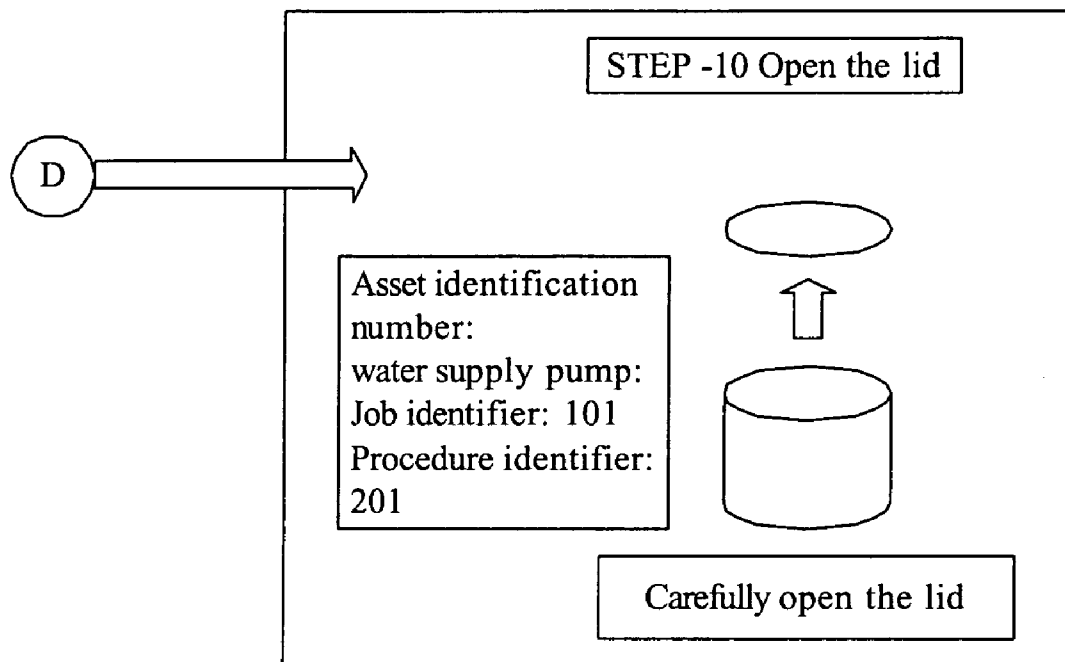 STEP -10 Open the lid
D
Asset identification
number:
water supply pump:
Job identifier: 101
Procedure identifier:
201
Carefully open the lid